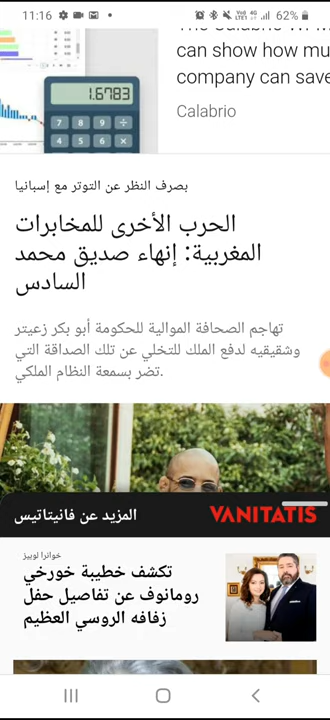 11:16
62%
can show how mu
company can save
Calabrio
1.6783
7 8 9 ÷
4 5 6 ×
بصرف النظر عن التوتر مع إسبانيا
الحرب الأخرى للمخابرات
المغربية: إنهاء صديق محمد
السادس
تهاجم الصحافة الموالية للحكومة أبو بكر زعيتر
وشقيقيه لدفع الملك للتخلي عن تلك الصداقة التي
تضر بسمعة النظام الملكي.
المزيد عن فانيتاتيس
VANITATIS
خوانرا لوبيز
تكشف خطيبة خورخي
رومانوف عن تفاصيل حفل
زفافه الروسي العظيم